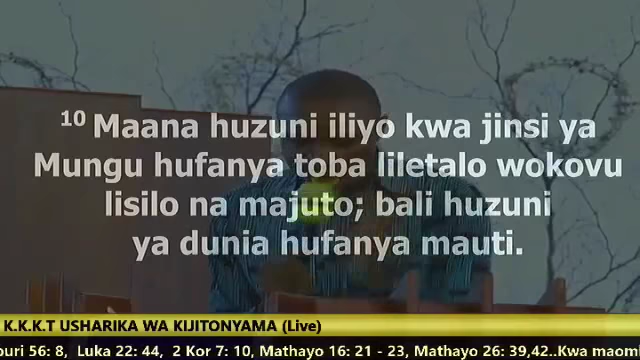 10 Maana huzuni iliyo kwa jinsi ya
Mungu hufanya toba liletalo wokovu
lisilo na majuto; bali huzuni
ya dunia hufanya mauti.
K.K.K.T USHARIKA WA KIJITONYAMA (Live)
56: 8, Luka 22: 44, 2 Kor 7: 10, Mathayo 16: 21 - 23, Mathayo 26: 39,42..Kwa